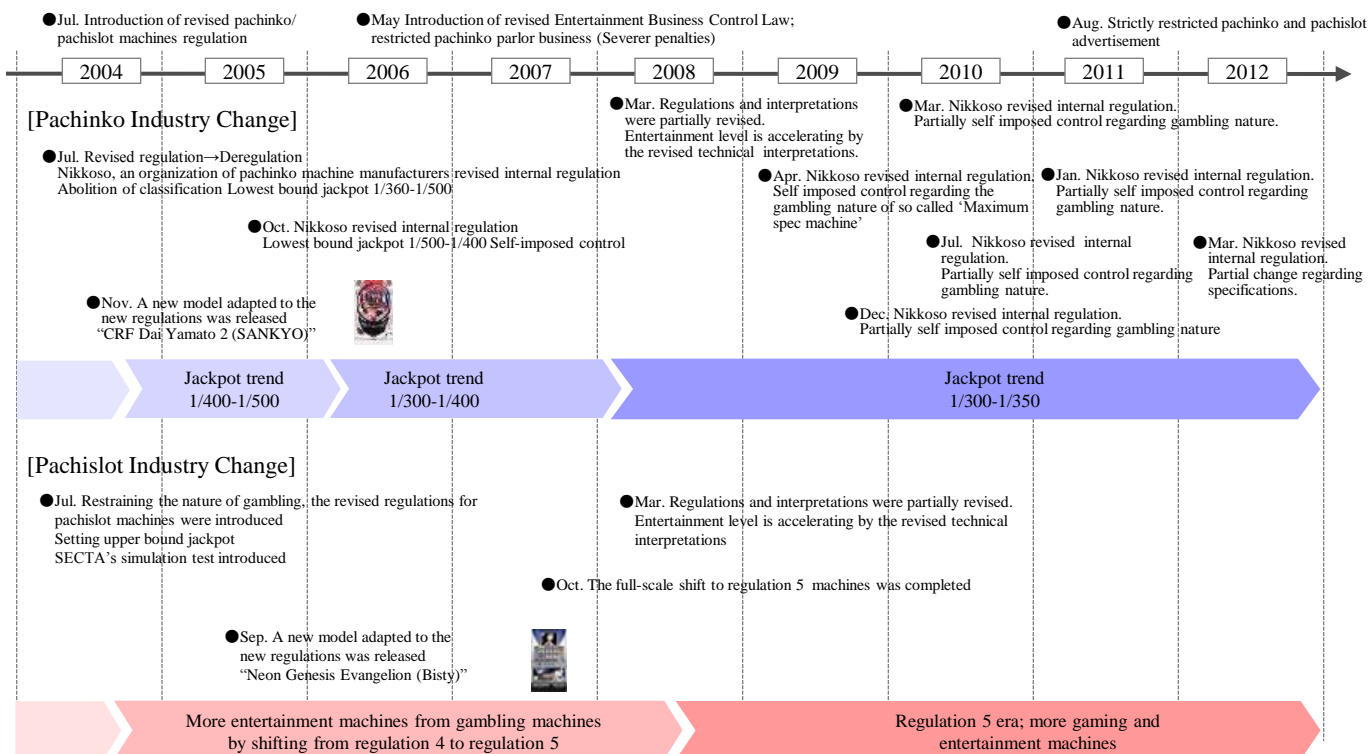 ●Jul. Introduction of revised pachinko/
pachislot machines regulation
●May Introduction of revised Entertainment Business Control Law;
restricted pachinko parlor business (Severer penalties)
●Aug. Strictly restricted pachinko and pachislot
advertisement
2004
2005
2006
2007
2008
2009
2010
2011
2012
[Pachinko Industry Change]
●Jul. Revised regulation→Deregulation
Nikkoso, an organization of pachinko machine manufacturers revised internal regulation
Abolition of classification Lowest bound jackpot 1/360-1/500
●Oct. Nikkoso revised internal regulation
Lowest bound jackpot 1/500-1/400 Self-imposed control
●Nov. A new model adapted to the
new regulations was released
“CRF Dai Yamato 2 (SANKYO)”
●Mar. Regulations and interpretations
were partially revised.
Entertainment level is accelerating by
the revised technical interpretations.
●Apr. Nikkoso revised internal regulation.
Self imposed control regarding the
gambling nature of so called ‘Maximum
spec machine’
●Mar. Nikkoso revised internal regulation.
Partially self imposed control regarding gambling nature.
●Jan. Nikkoso revised internal regulation.
Partially self imposed control regarding
gambling nature.
●Jul. Nikkoso revised internal
regulation.
Partially self imposed control regarding
gambling nature.
●Mar. Nikkoso revised
internal regulation.
Partial change regarding
specifications.
●Dec. Nikkoso revised internal regulation.
Partially self imposed control regarding gambling nature
Jackpot trend
1/400-1/500
Jackpot trend
1/300-1/400
Jackpot trend
1/300-1/350
[Pachislot Industry Change]
●Jul. Restraining the nature of gambling, the revised regulations for
pachislot machines were introduced
Setting upper bound jackpot
SECTA’s simulation test introduced
●Mar. Regulations and interpretations were partially revised.
Entertainment level is accelerating by the revised technical
interpretations
●Oct. The full-scale shift to regulation 5 machines was completed
●Sep. A new model adapted to the
new regulations was released
“Neon Genesis Evangelion (Bisty)”
More entertainment machines from gambling machines
by shifting from regulation 4 to regulation 5
Regulation 5 era; more gaming and
entertainment machines